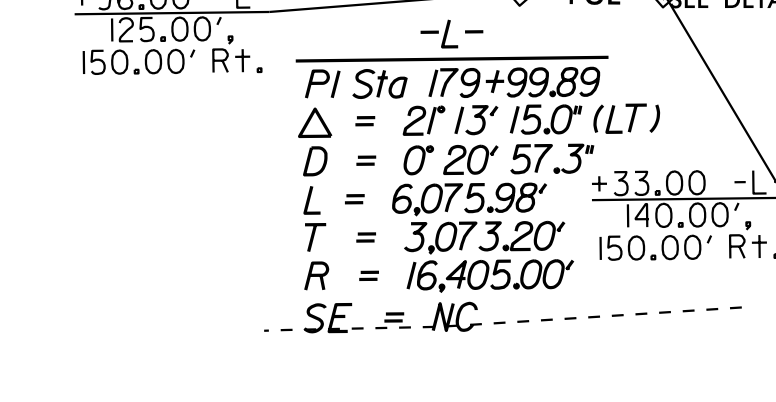 125.00',
150.00' Rt.
-L-
PI Sta 179+99.89
△ = 21° 13' 15.0" (LT)
D = 0° 20' 57.3"
L = 6,075.98'
T = 3,073.20'
R = 16,405.00'
SE = NC
+33.00 -L
140.00',
150.00' Rt.